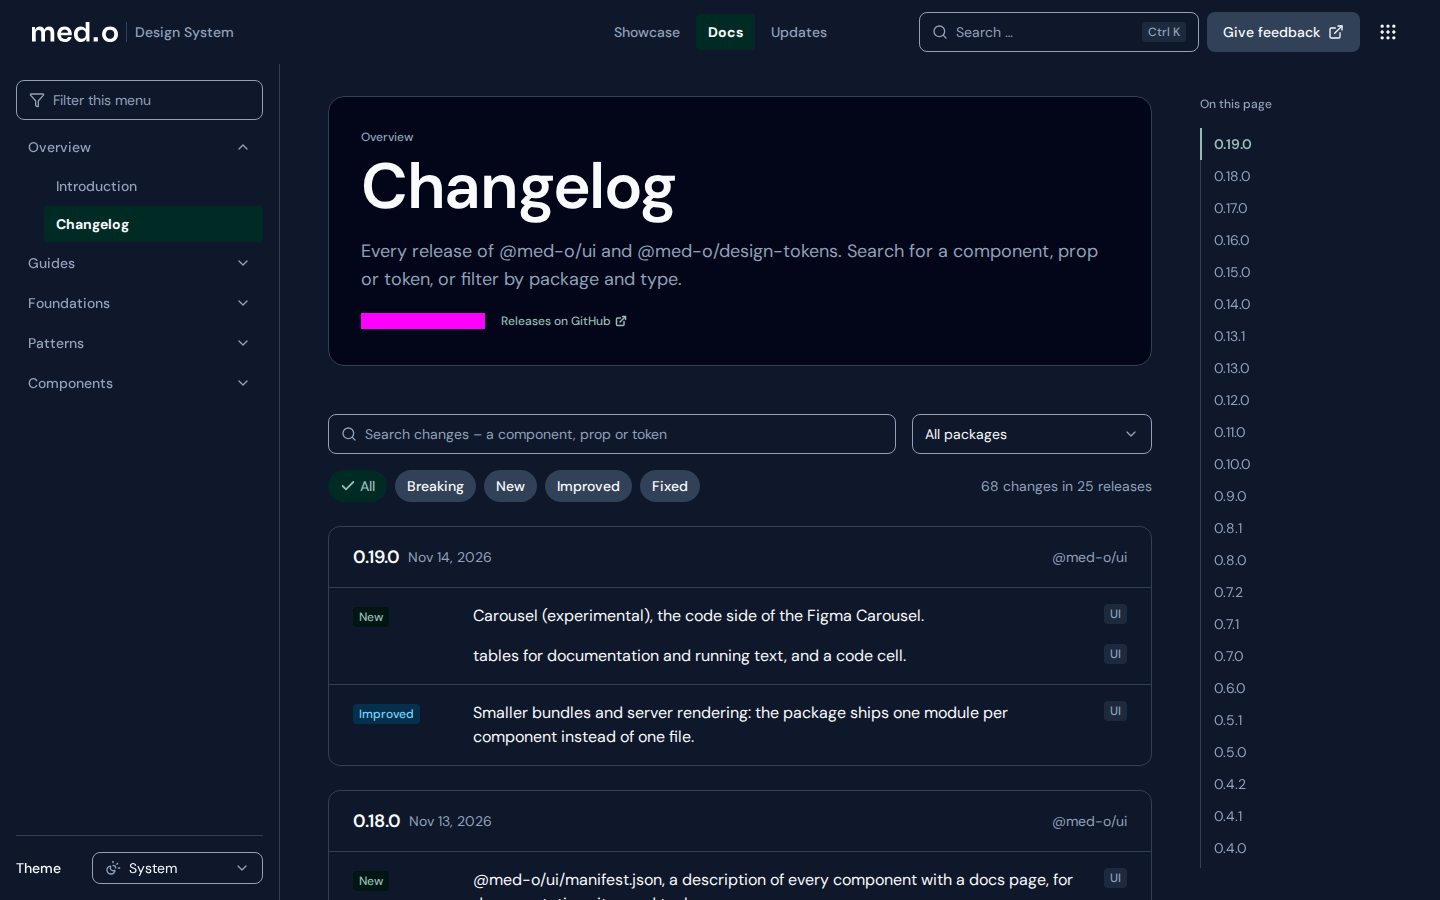 med.o Design System
Showcase Docs Updates
Search ... Ctrl K
Give feedback
Filter this menu
Overview
Introduction
Changelog
Guides
Foundations
Patterns
Components
Theme System
Overview
Changelog
Every release of @med-o/ui and @med-o/design-tokens. Search for a component, prop
or token, or filter by package and type.
Releases on GitHub
Search changes – a component, prop or token
All packages
All Breaking New Improved Fixed
68 changes in 25 releases
0.19.0 Nov 14, 2026 @med-o/ui
New Carousel (experimental), the code side of the Figma Carousel. UI
tables for documentation and running text, and a code cell. UI
Improved Smaller bundles and server rendering: the package ships one module per UI
component instead of one file.
0.18.0 Nov 13, 2026 @med-o/ui
New @med-o/ui/manifest.json, a description of every component with a docs page, for UI
On this page
0.19.0
0.18.0
0.17.0
0.16.0
0.15.0
0.14.0
0.13.1
0.13.0
0.12.0
0.11.0
0.10.0
0.9.0
0.8.1
0.8.0
0.7.2
0.7.1
0.7.0
0.6.0
0.5.1
0.5.0
0.4.2
0.4.1
0.4.0